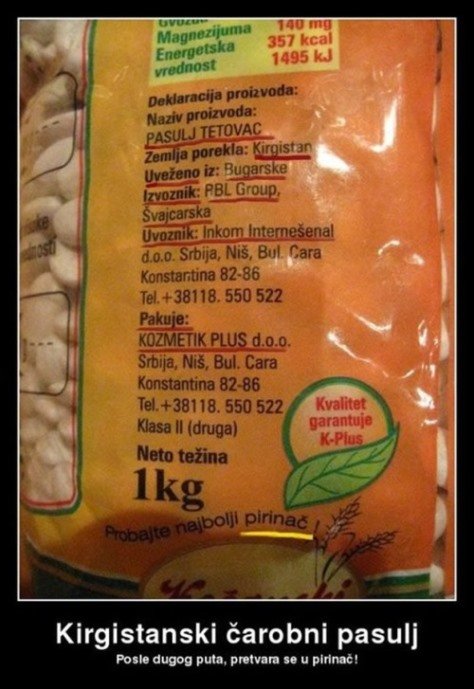 Magnezijuma
140 mg
Energetska
357 kcal
vrednost
1495 kJ
Deklaracija proizvoda:
Naziv proizvoda:
PASULJ TETOVAC
Zemlja porekla: Kirgistan
Uveženo iz: Bugarske
Izvoznik: PBL Group,
Švajcarska
Uvoznik: Inkom Internešenal
d.o.o. Srbija, Niš, Bul. Cara
Konstantina 82-86
Tel.+38118. 550 522
Pakuje:
KOZMETIK PLUS d.o.o.
Srbija, Niš, Bul. Cara
Konstantina 82-86
Tel.+38118. 550 522
Klasa II (druga)
Kvalitet
garantuje
K-Plus
Neto težina
1kg
Probajte najbolji pirinač!
Kirgistanski čarobni pasulj
Posle dugog puta, pretvara se u pirinač!